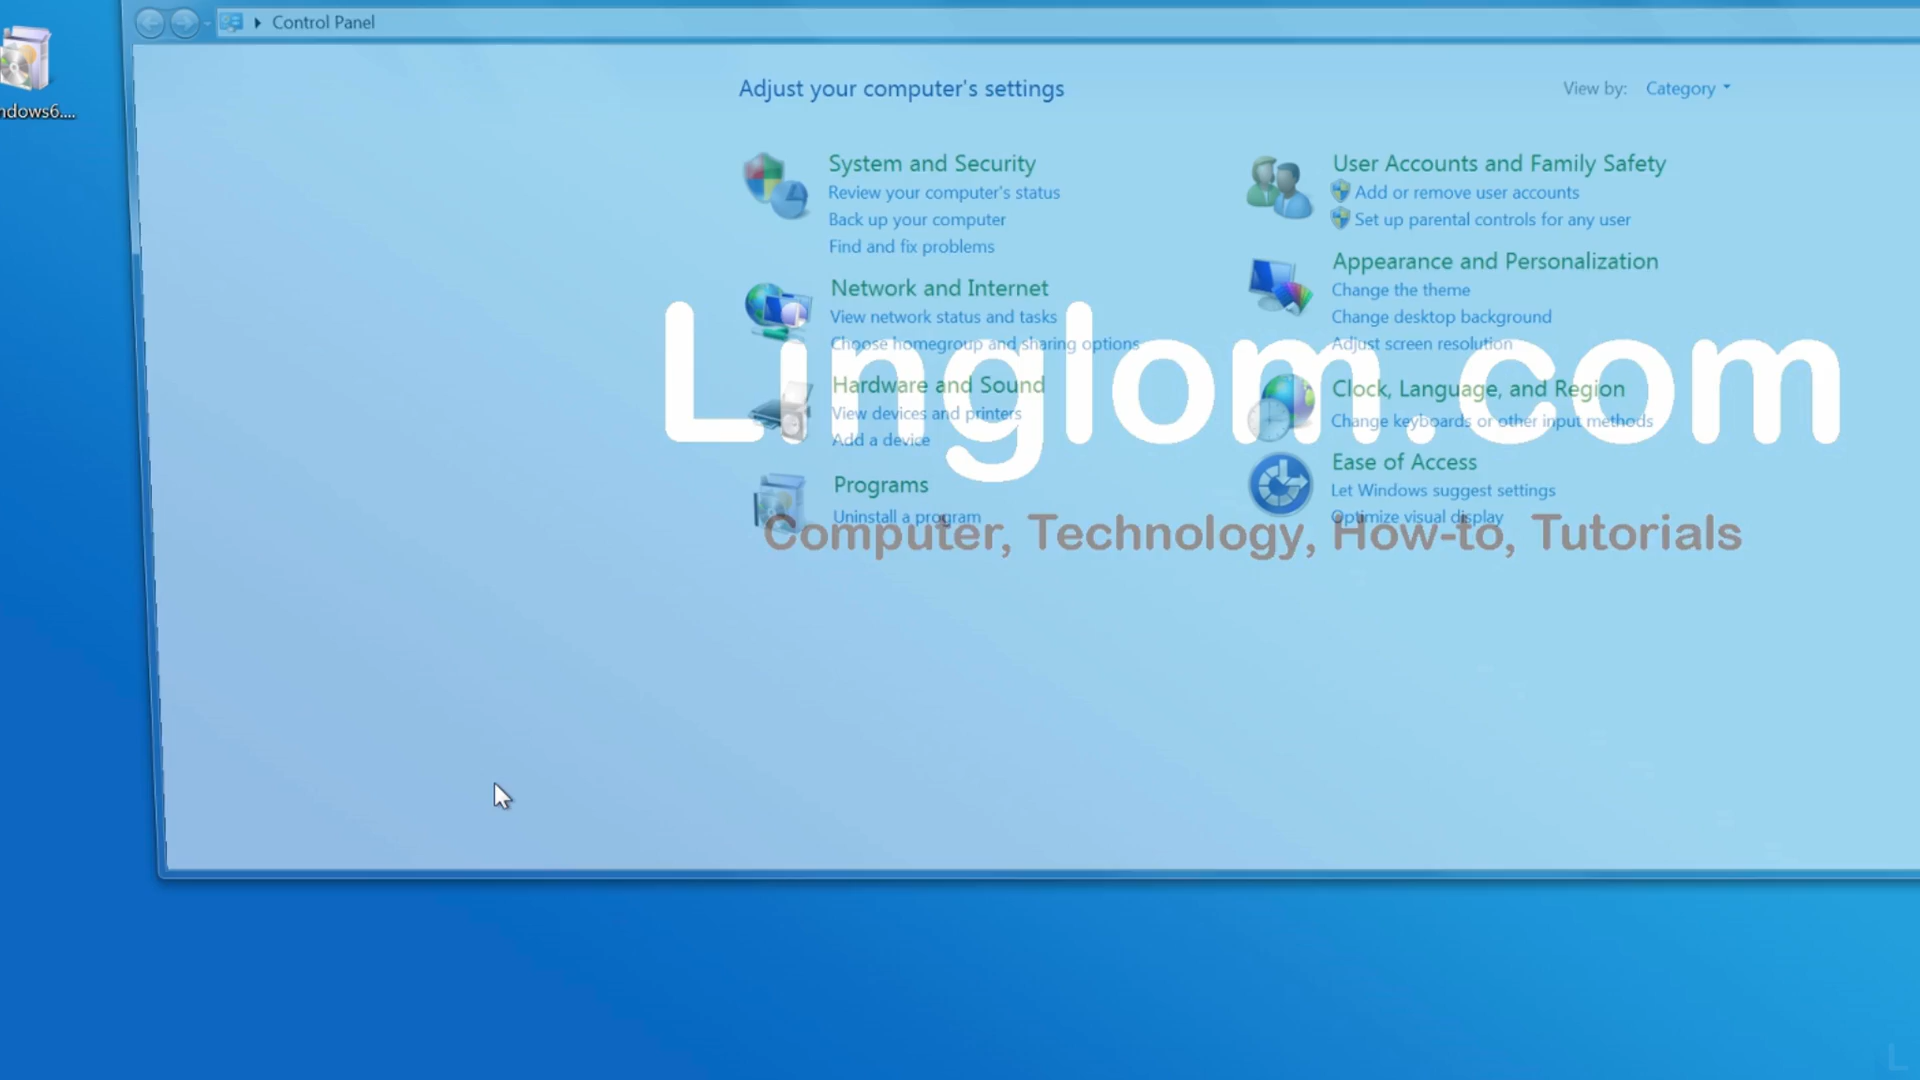 Control Panel
ndows6....
Adjust your computer's settings
View by: Category
System and Security
Review your computer's status
Back up your computer
Find and fix problems
Network and Internet
View network status and tasks
Choose homegroup and sharing options
Hardware and Sound
View devices and printers
Add a device
Programs
Uninstall a program
User Accounts and Family Safety
Add or remove user accounts
Set up parental controls for any user
Appearance and Personalization
Change the theme
Change desktop background
Adjust screen resolution
Clock, Language, and Region
Change keyboards or other input methods
Ease of Access
Let Windows suggest settings
Optimize visual display
Linglom.com
Computer, Technology, How-to, Tutorials
L